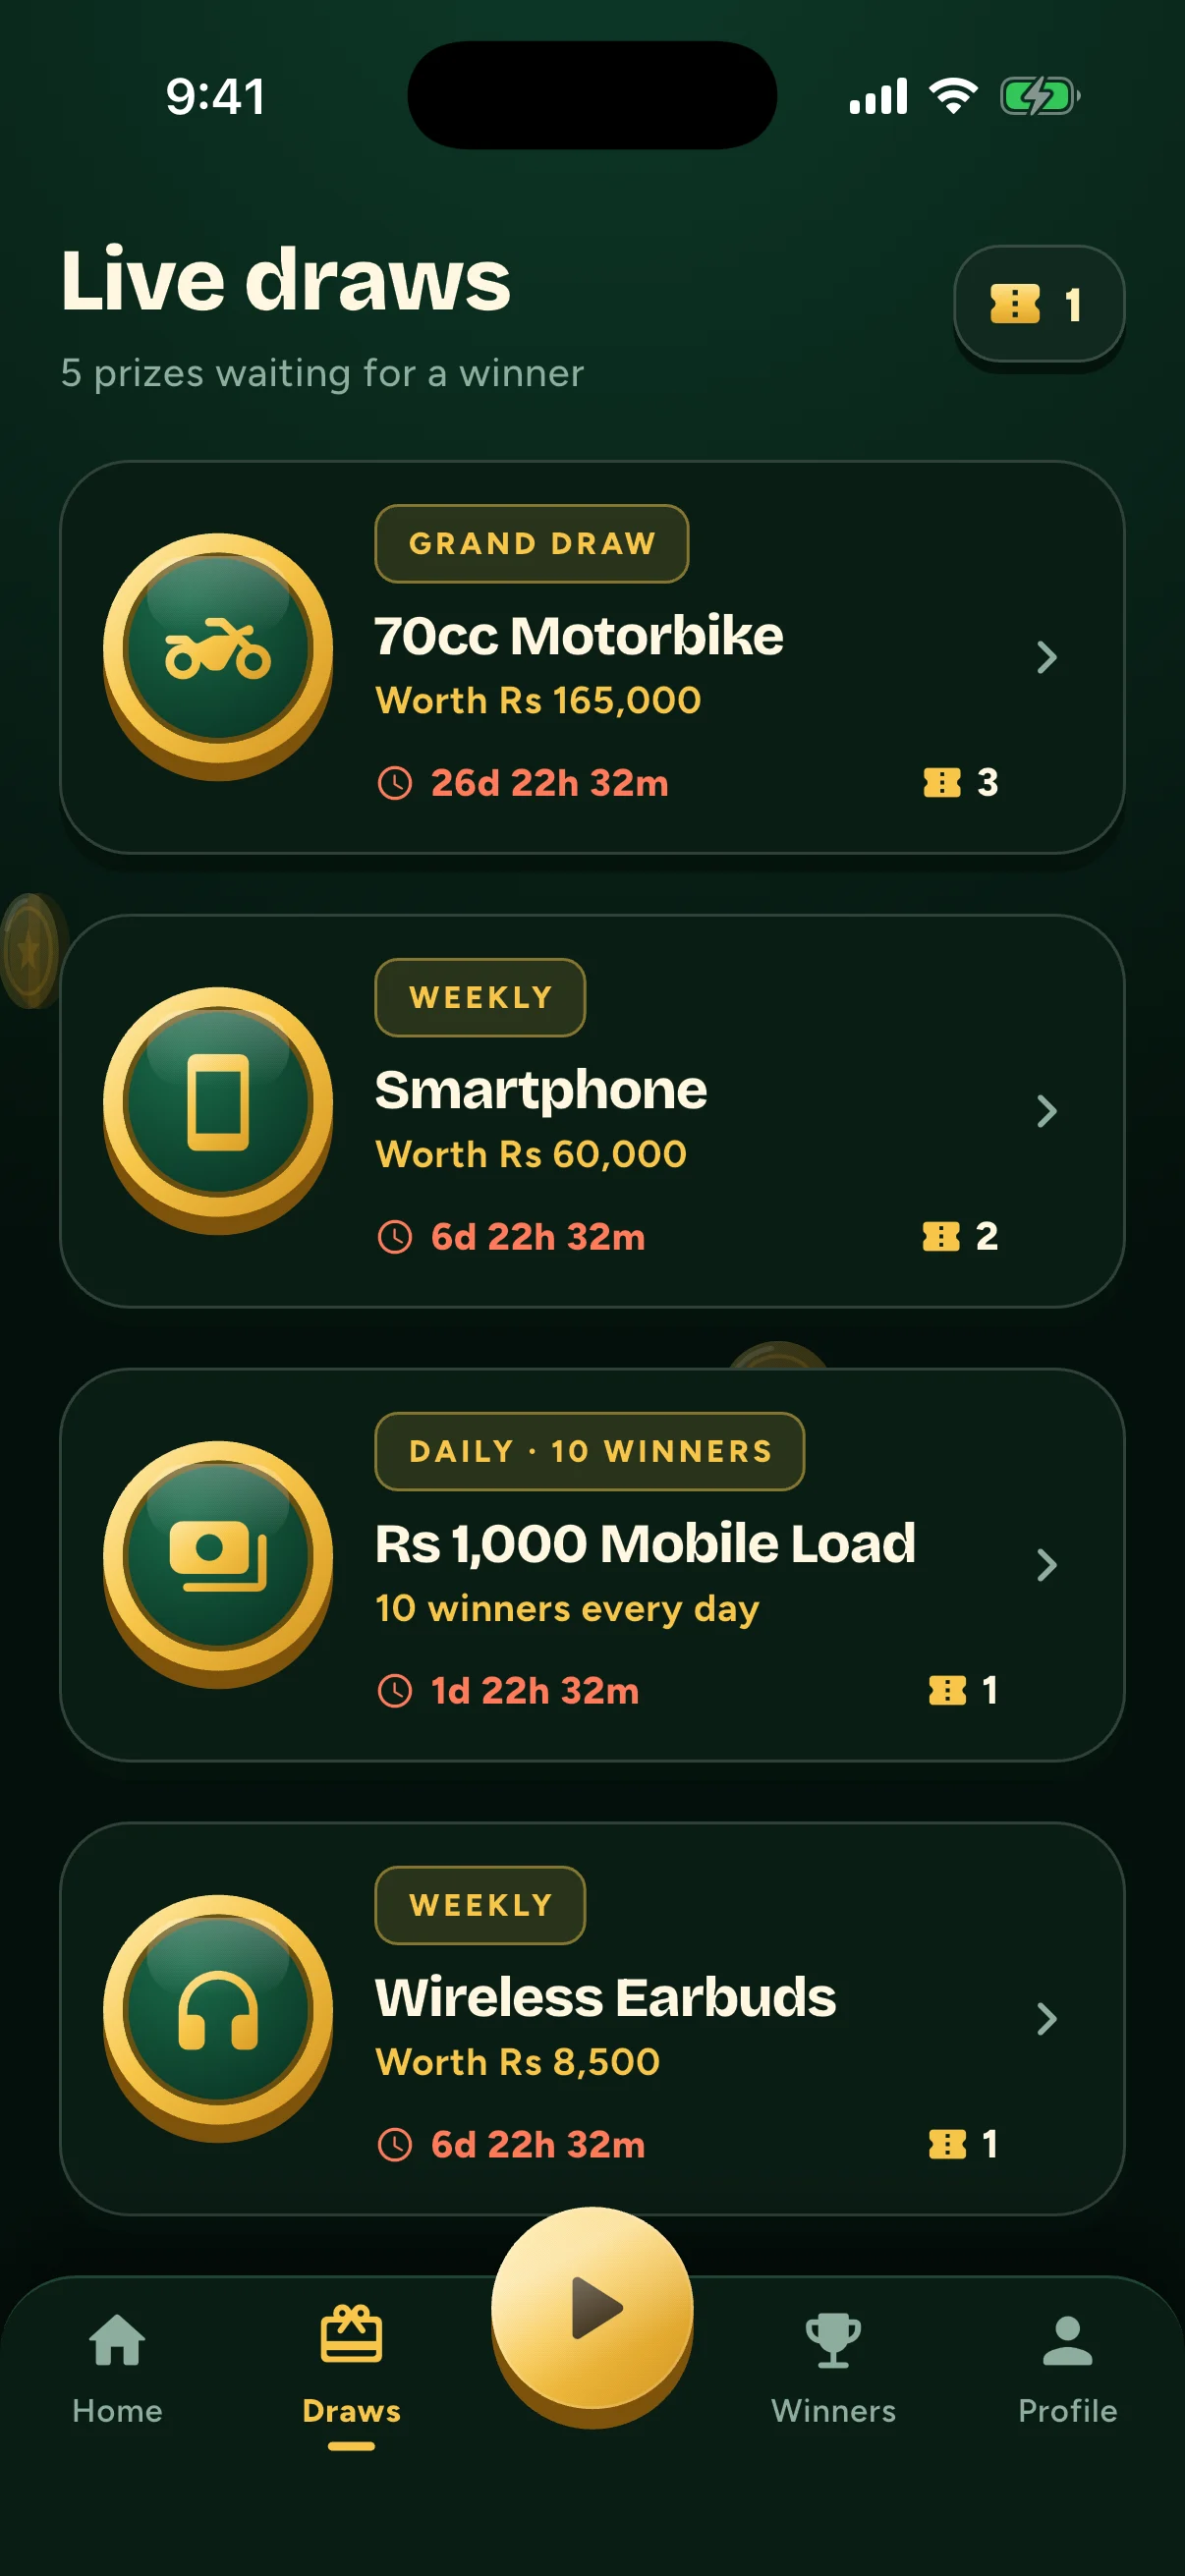 9:41
Live draws
1
5 prizes waiting for a winner
GRAND DRAW
70cc Motorbike
Worth Rs 165,000
26d 22h 32m 3
WEEKLY
Smartphone
Worth Rs 60,000
6d 22h 32m 2
DAILY · 10 WINNERS
Rs 1,000 Mobile Load
10 winners every day
1d 22h 32m 1
WEEKLY
Wireless Earbuds
Worth Rs 8,500
6d 22h 32m 1
Home Draws Winners Profile